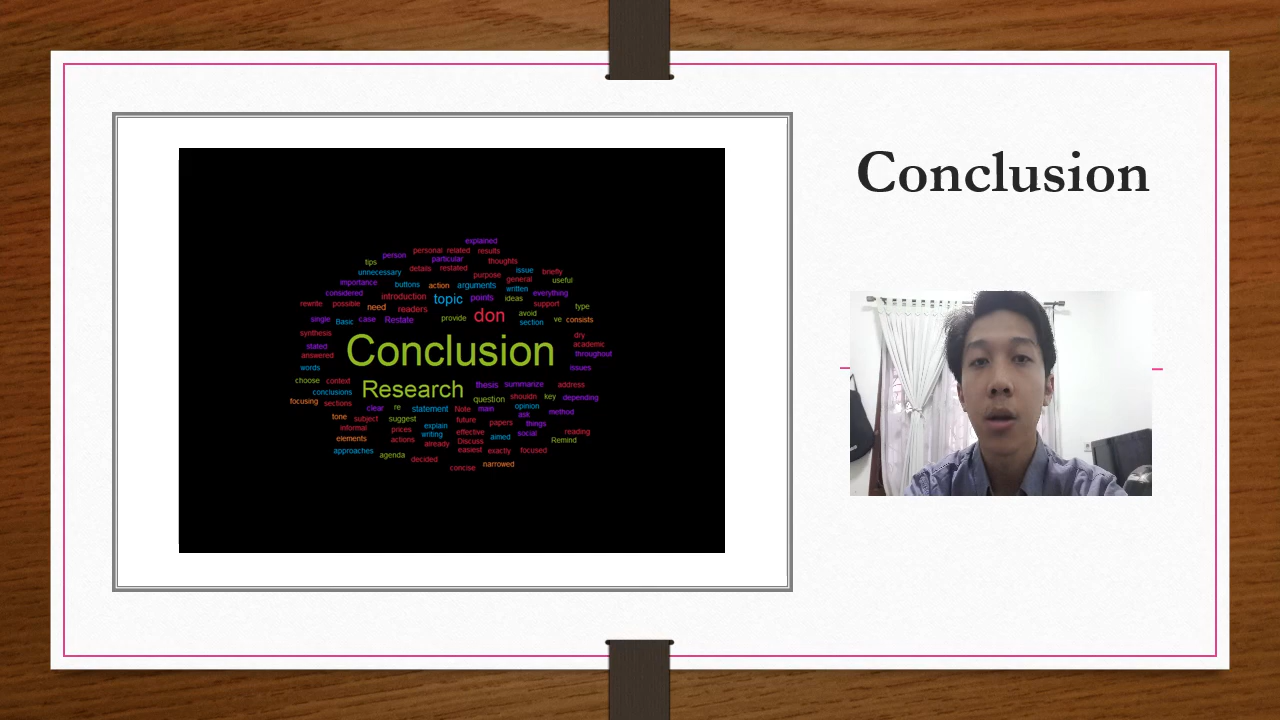 Conclusion
explained
person personal related results
tips particular thoughts
unnecessary details restated issue briefly
purpose general useful
importance buttons action arguments written
considered introduction topic points ideas everything
rewrite possible need readers support type
single Basic case Restate provide don avoid section ve consists
synthesis dry
stated Conclusion academic
answered throughout
words issues
choose context Research thesis summarize address
conclusions question shouldn key depending
focusing sections clear re statement Note main opinion method
tone subject suggest future papers ask things
informal prices explain effective social reading
elements actions writing already Discuss aimed Remind
approaches agenda easiest exactly focused
decided concise narrowed